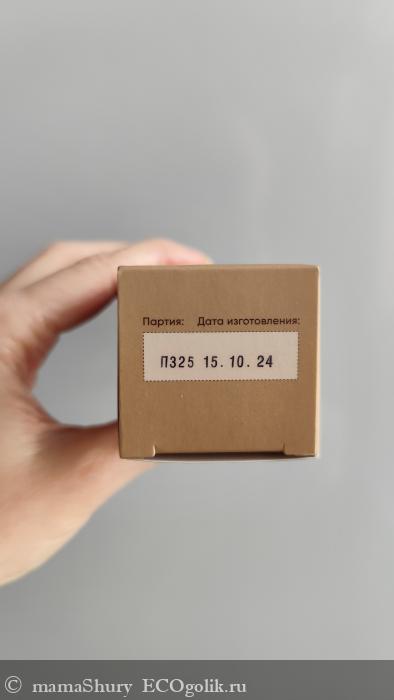 Партия: Дата изготовления:
П325 15.10.24
© mamaShury ECOgolik.ru